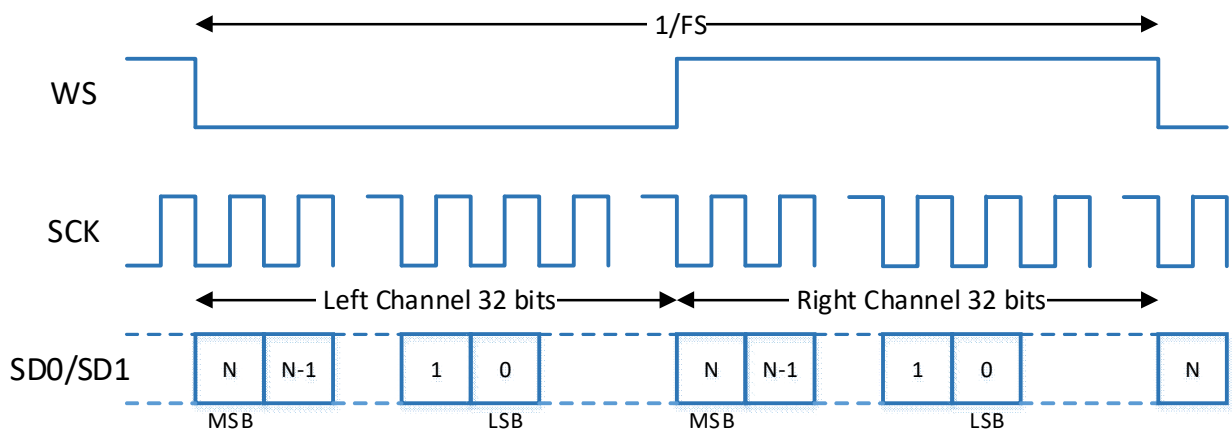 1/FS
WS
SCK
Left Channel 32 bits Right Channel 32 bits
SD0/SD1 N N-1 1 0 N N-1 1 0 N
MSB LSB MSB LSB